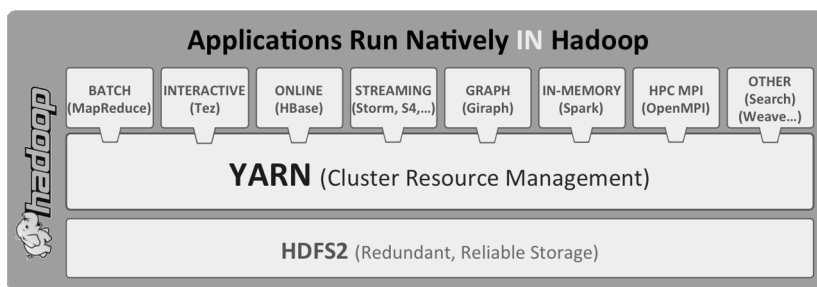 Applications Run Natively IN Hadoop
BATCH
(MapReduce)
INTERACTIVE
(Tez)
ONLINE
(HBase)
STREAMING
(Storm, S4,...)
GRAPH
(Giraph)
IN-MEMORY
(Spark)
HPC MPI
(OpenMPI)
OTHER
(Search)
(Weave...)
hadoop
YARN (Cluster Resource Management)
HDFS2 (Redundant, Reliable Storage)